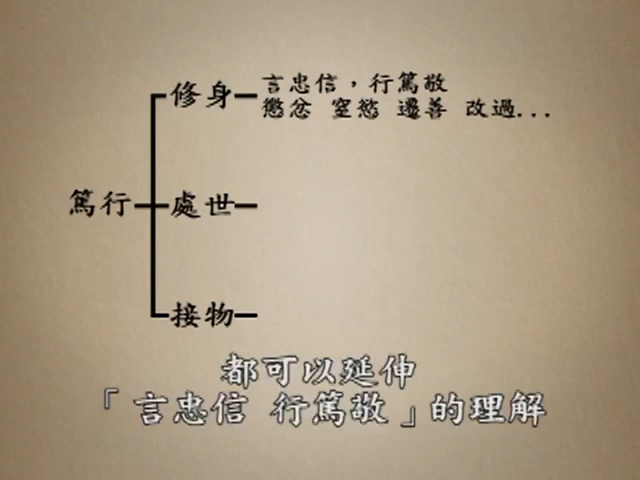 修身
言忠信，行篤敬
懲忿 窒慾 遷善 改過...
篤行
處世
接物
都可以延伸
「言忠信 行篤敬」的理解